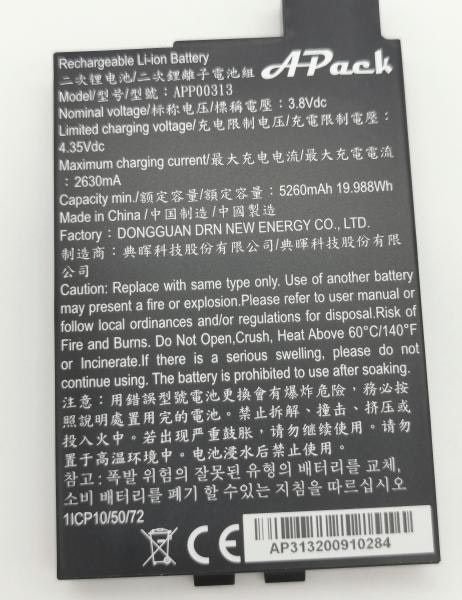 APack
Rechargeable Li-ion Battery
二次锂电池/二次鋰離子電池組
Model/型号/型號: APP00313
Nominal voltage/标称电压/標稱電壓: 3.8Vdc
Limited charging voltage/充电限制电压/充電限制電壓:
4.35Vdc
Maximum charging current/最大充电电流/最大充電電流
: 2630mA
Capacity min./额定容量/額定容量: 5260mAh 19.988Wh
Made in China /中国制造 /中國製造
Factory: DONGGUAN DRN NEW ENERGY CO., LTD.
制造商: 典晖科技股份有限公司/典暉科技股份有限
公司
Caution: Replace with same type only. Use of another battery
may present a fire or explosion.Please refer to user manual or
follow local ordinances and/or regulations for disposal.Risk of
Fire and Burns. Do Not Open,Crush, Heat Above 60°C/140°F
or Incinerate.If there is a serious swelling, please don't
continue using it. The battery is prohibited to use after soaking.
注意: 用錯誤型號電池更換會有爆炸危險, 務必按
照說明處置用完的電池。禁止拆解、撞击、挤压或
投入火中。若出现严重鼓胀, 请勿继续使用。请勿
置于高温环境中。电池浸水后禁止使用。
참고: 폭발 위험의 잘못된 유형의 배터리를 교체,
소비 배터리를 폐기 할 수있는 지침을 따르십시오
1ICP10/50/72
CE
AP313200910284